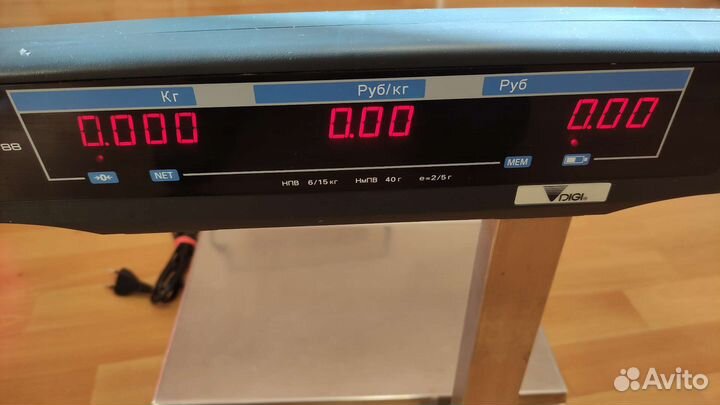 Кг Руб/кг Руб
0.000 0.00 0.00
88
→0← NET MEM
НПВ 6/15кг НмПВ 40г e=2/5г
DIGI®
Avito